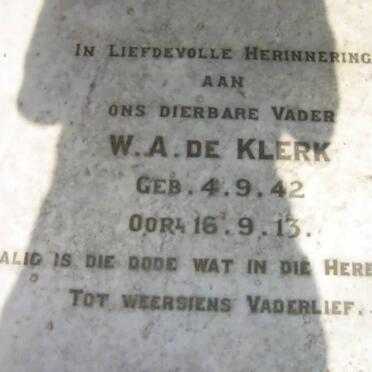 IN LIEFDEVOLLE HERINNERING
AAN
ONS DIERBARE VADER
W. A. DE KLERK
GEB. 4.9.42
OORL 16.9.13.
ALIG IS DIE DODE WAT IN DIE HERE
TOT WEERSIENS VADERLIEF.